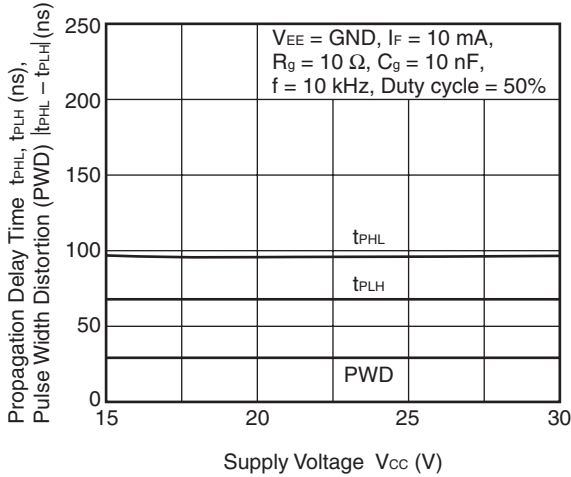 Propagation Delay Time tPHL, tPLH (ns),
Pulse Width Distortion (PWD) |tPHL – tPLH| (ns)
250
200
150
100
50
0
VEE = GND, IF = 10 mA,
Rg = 10 Ω, Cg = 10 nF,
f = 10 kHz, Duty cycle = 50%
tPHL
tPLH
PWD
15 20 25 30
Supply Voltage VCC (V)